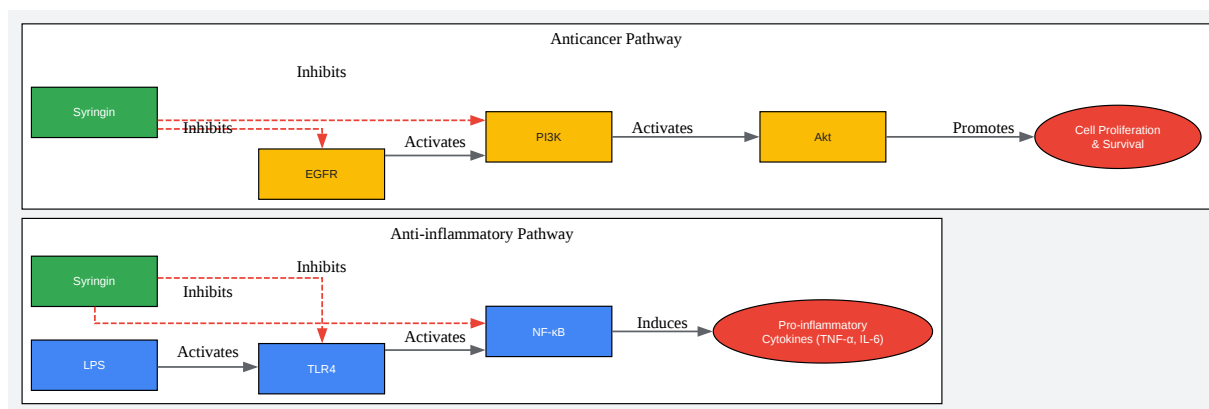 Anticancer Pathway
Inhibits
Syringin
Inhibits
EGFR
Activates
PI3K
Activates
Akt
Promotes
Cell Proliferation
& Survival
Anti-inflammatory Pathway
Inhibits
Syringin
Inhibits
LPS
Activates
TLR4
Activates
NF-κB
Induces
Pro-inflammatory
Cytokines (TNF-α, IL-6)